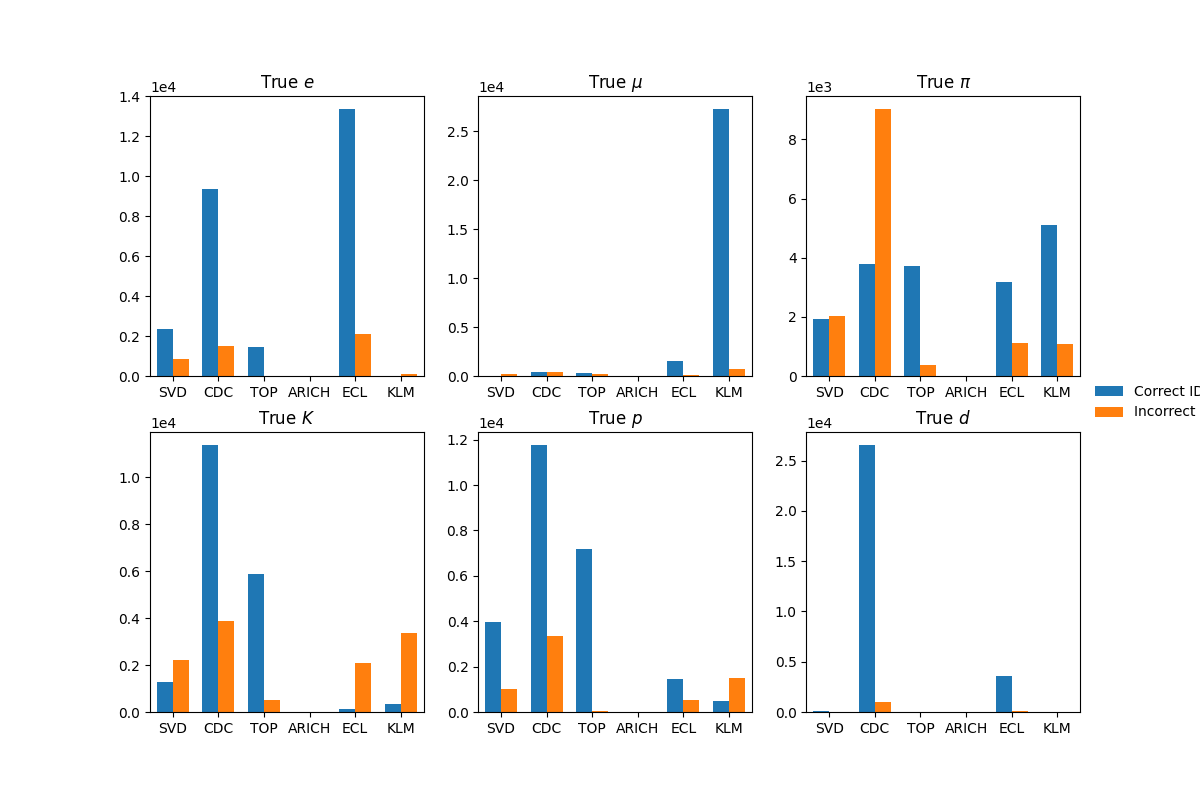 True e
1e4
1.4
1.2
1.0
0.8
0.6
0.4
0.2
0.0
SVD CDC TOP ARICH ECL KLM
True μ
1e4
2.5
2.0
1.5
1.0
0.5
0.0
SVD CDC TOP ARICH ECL KLM
True π
1e3
8
6
4
2
0
SVD CDC TOP ARICH ECL KLM
Correct ID
Incorrect
True K
1e4
1.0
0.8
0.6
0.4
0.2
0.0
SVD CDC TOP ARICH ECL KLM
True p
1e4
1.2
1.0
0.8
0.6
0.4
0.2
0.0
SVD CDC TOP ARICH ECL KLM
True d
1e4
2.5
2.0
1.5
1.0
0.5
0.0
SVD CDC TOP ARICH ECL KLM